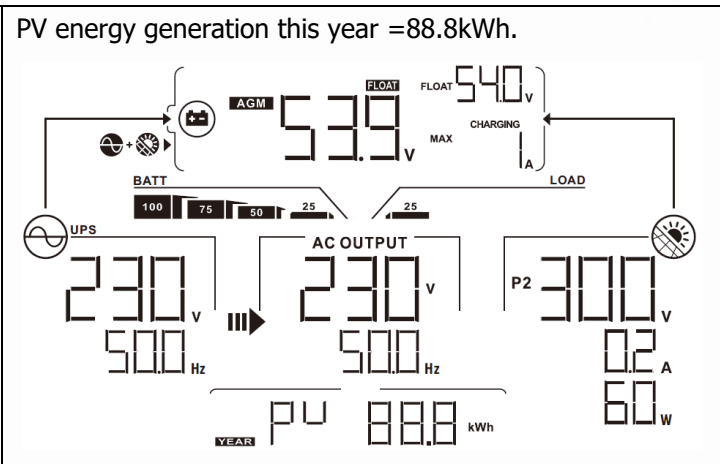 PV energy generation this year =88.8kWh.
FLOAT
FLOAT 54.0 V
AGM 53.9 V
CHARGING
MAX 1 A
+
BATT
LOAD
100 75 50 25
25
UPS
AC OUTPUT
230 V
230 V
P2 300 V
50.0 Hz
50.0 Hz
0.2 A
60 W
YEAR PV 88.8 kWh